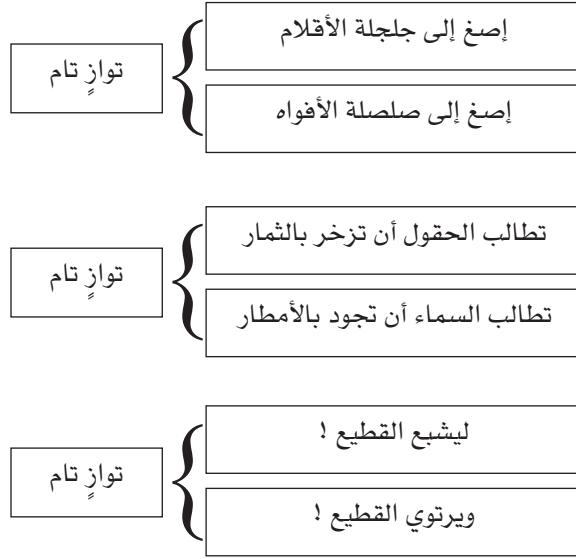 إصغ إلى جلجلة الأقلام
توازٍ تام
إصغ إلى صلصلة الأفواه
تطالب الحقول أن تزخر بالثمار
توازٍ تام
تطالب السماء أن تجود بالأمطار
ليشبع القطيع !
توازٍ تام
ويرتوي القطيع !